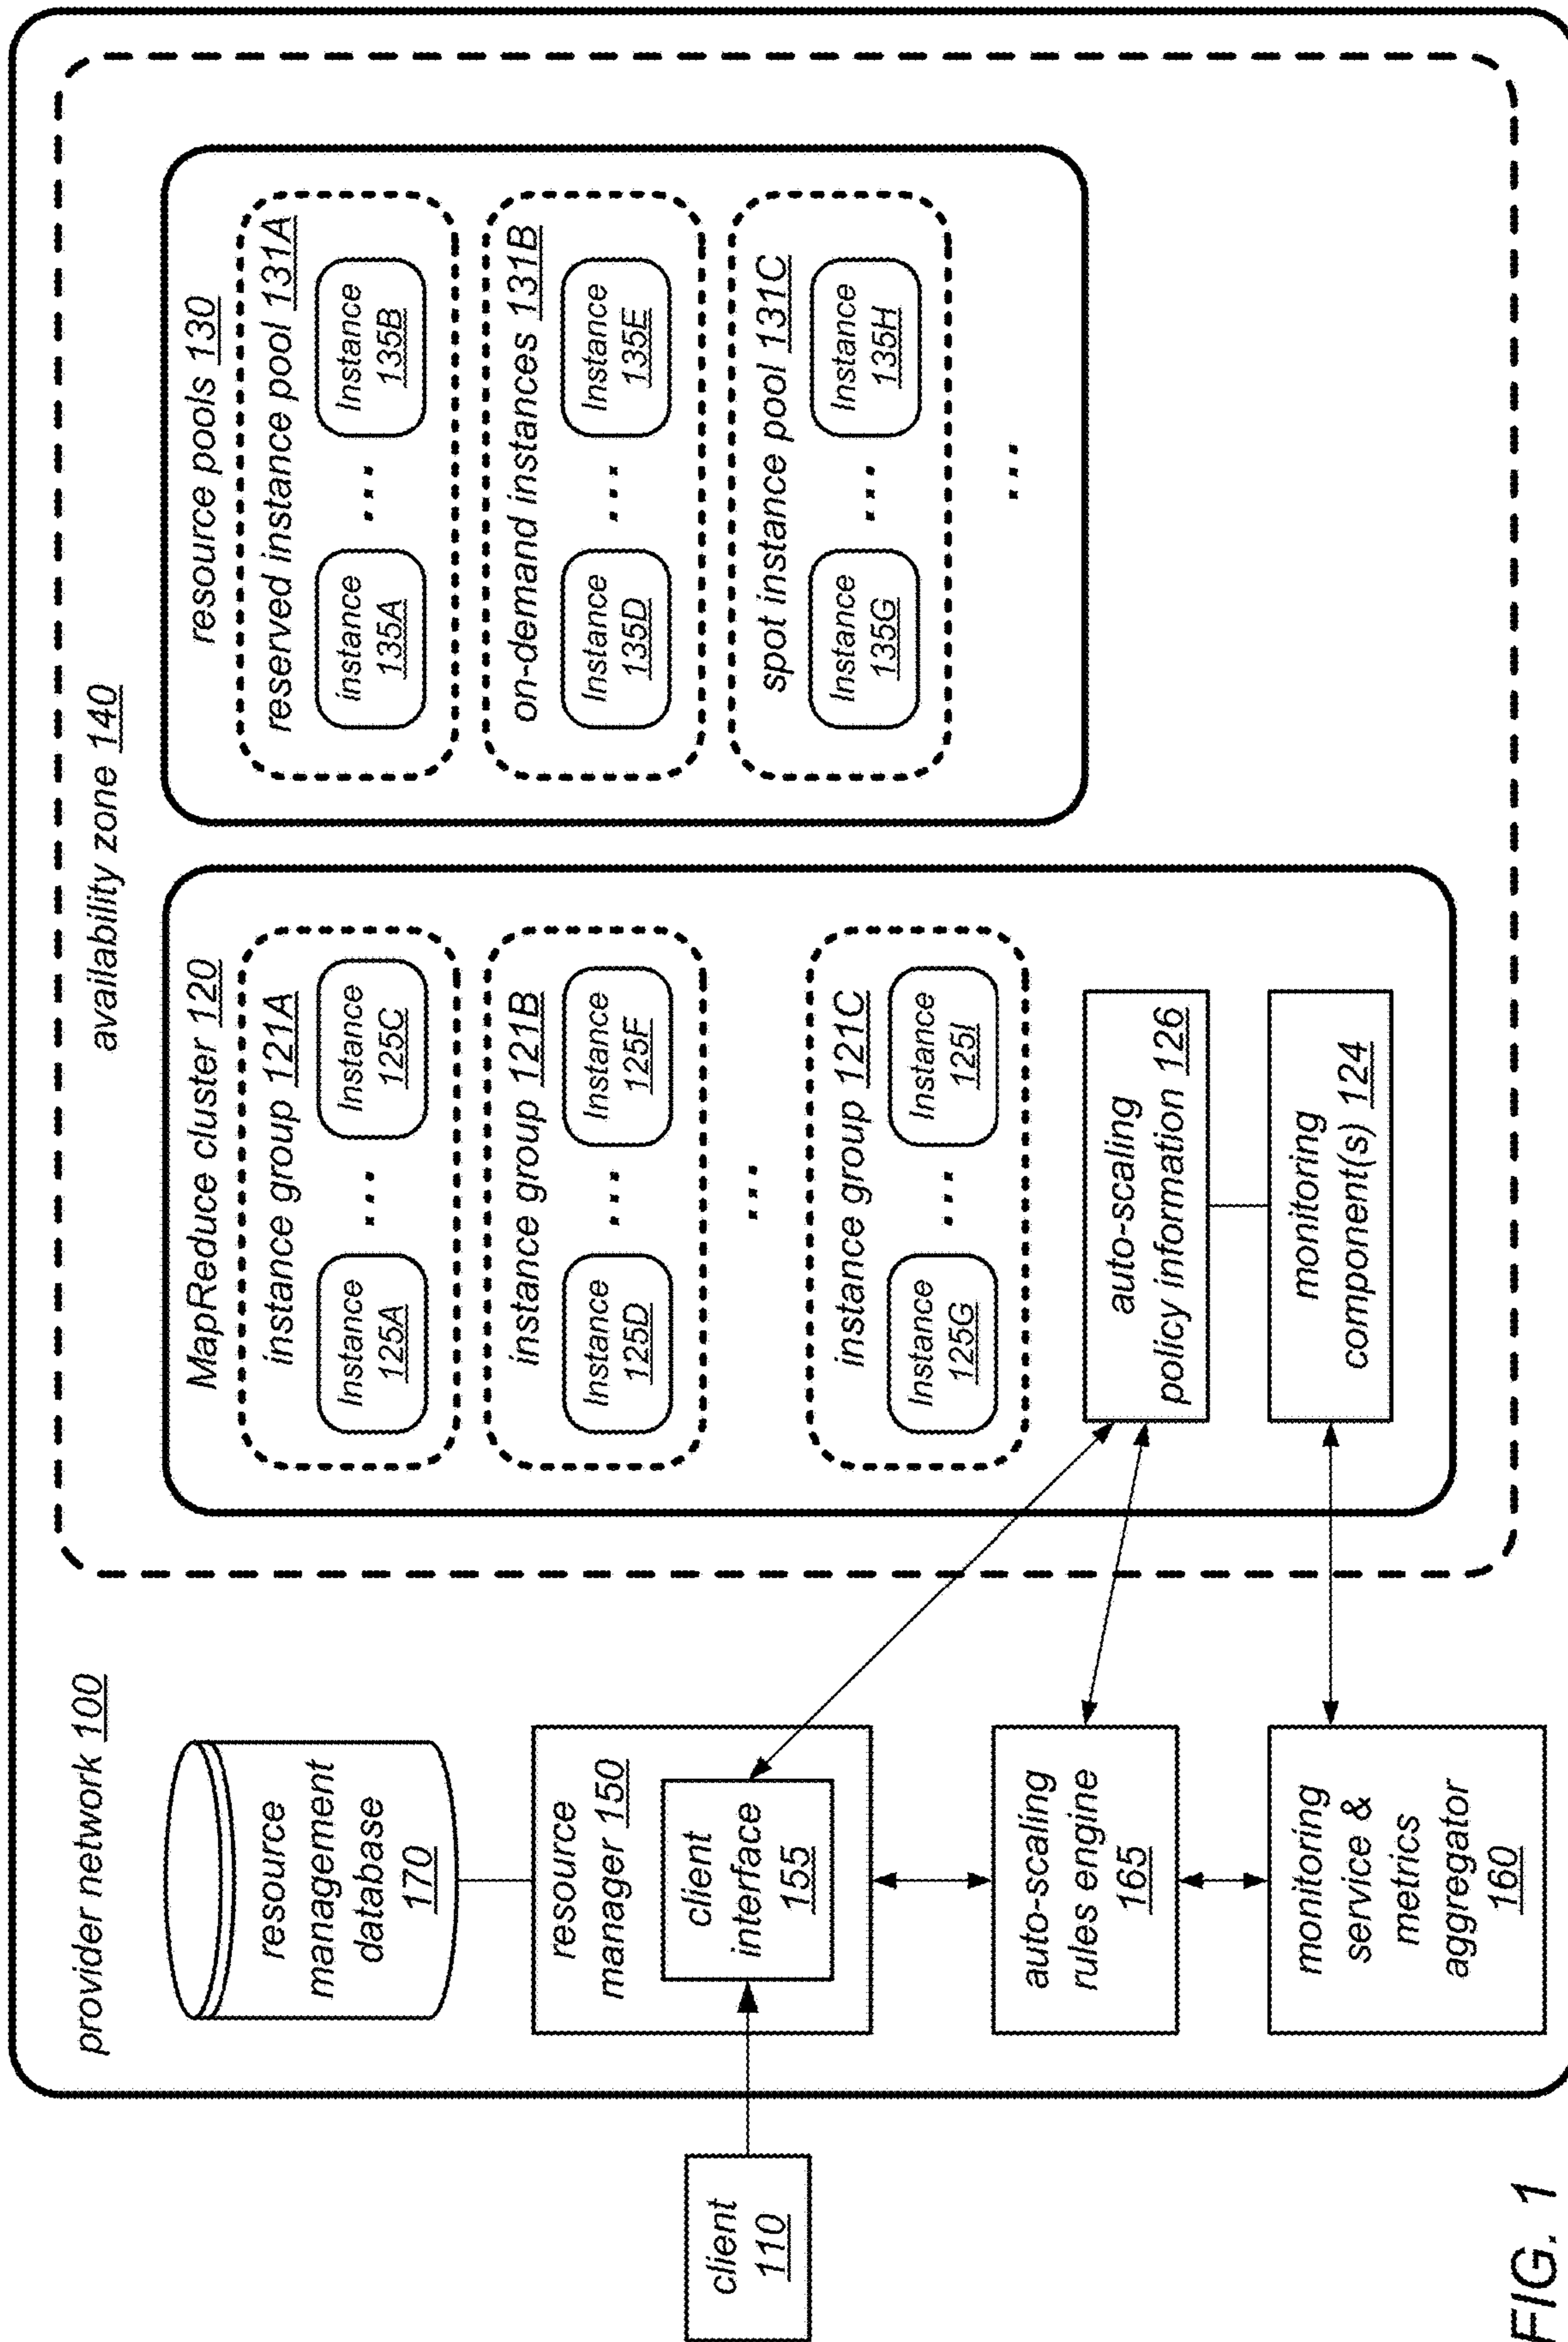 provider network 100
resource
management
database
170
resource
manager 150
client
interface
155
client
110
auto-scaling
rules engine
165
monitoring
service &
metrics
aggregator
160
availability zone 140
MapReduce cluster 120
instance group 121A
Instance
125A
...
Instance
125C
instance group 121B
Instance
125D
...
Instance
125F
...
instance group 121C
Instance
125G
...
Instance
125I
auto-scaling
policy information 126
monitoring
component(s) 124
resource pools 130
reserved instance pool 131A
instance
135A
...
Instance
135B
on-demand instances 131B
Instance
135D
...
Instance
135E
spot instance pool 131C
Instance
135G
...
Instance
135H
...
FIG. 1